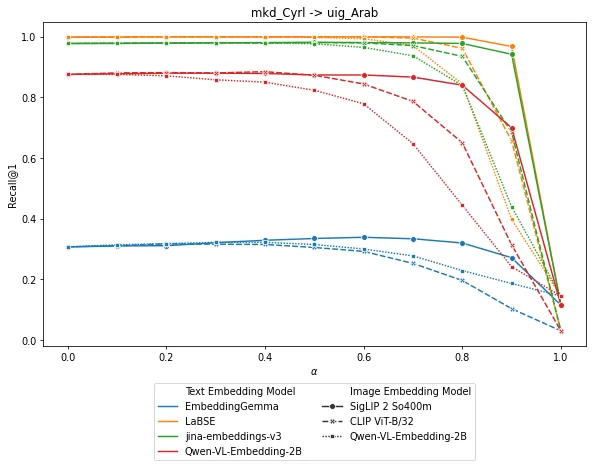 mkd_Cyrl -> uig_Arab
1.0
0.8
0.6
0.4
0.2
0.0
Recall@1
0.0 0.2 0.4 0.6 0.8 1.0
α
Text Embedding Model Image Embedding Model
EmbeddingGemma SigLIP 2 So400m
LaBSE CLIP ViT-B/32
jina-embeddings-v3 Qwen-VL-Embedding-2B
Qwen-VL-Embedding-2B